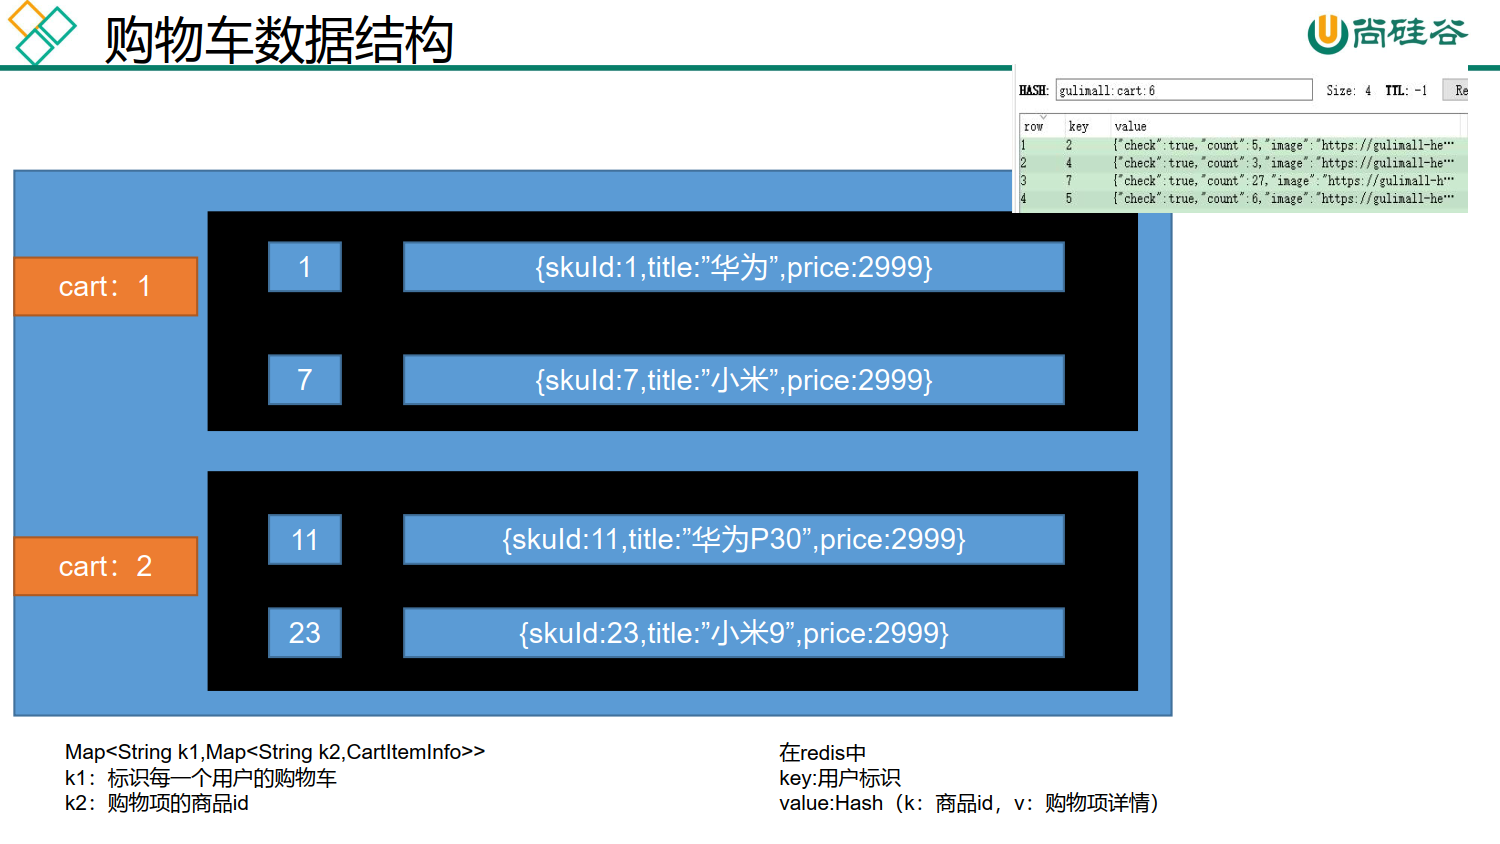 购物车数据结构
尚硅谷
HASH: gulimall:cart:6 Size: 4 TTL: -1 Re
row key value
1 2 {"check":true,"count":5,"image":"https://gulimall-he···
2 4 {"check":true,"count":3,"image":"https://gulimall-he···
3 7 {"check":true,"count":27,"image":"https://gulimall-h···
4 5 {"check":true,"count":6,"image":"https://gulimall-he···
cart：1
1 {skuId:1,title:”华为”,price:2999}
7 {skuId:7,title:”小米”,price:2999}
cart：2
11 {skuId:11,title:”华为P30”,price:2999}
23 {skuId:23,title:”小米9”,price:2999}
Map<String k1,Map<String k2,CartItemInfo>>
k1：标识每一个用户的购物车
k2：购物项的商品id
在redis中
key:用户标识
value:Hash（k：商品id，v：购物项详情）